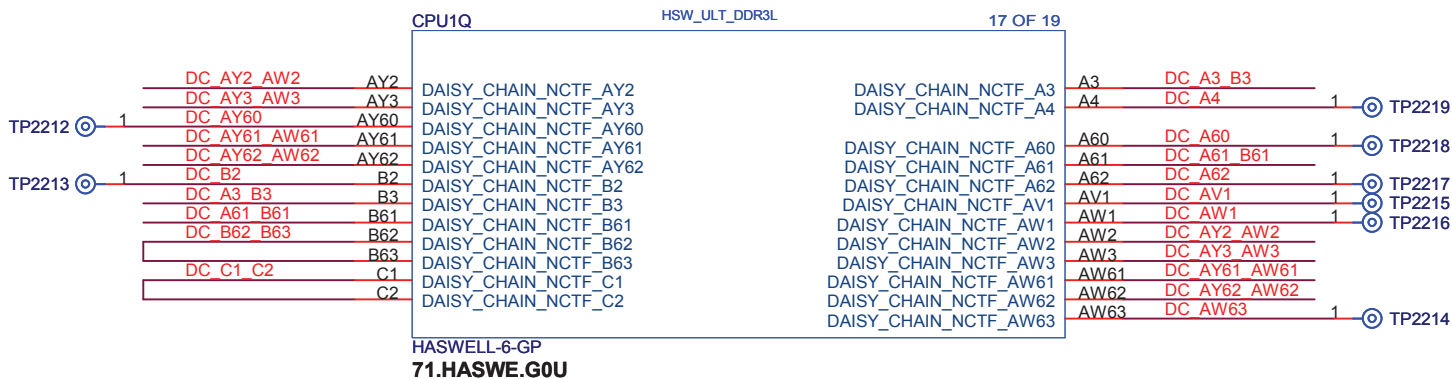 CPU1Q HSW_ULT_DDR3L 17 OF 19
DC_AY2_AW2 AY2 DAISY_CHAIN_NCTF_AY2
DC_AY3_AW3 AY3 DAISY_CHAIN_NCTF_AY3
TP2212 1 DC_AY60 AY60 DAISY_CHAIN_NCTF_AY60
DC_AY61_AW61 AY61 DAISY_CHAIN_NCTF_AY61
DC_AY62_AW62 AY62 DAISY_CHAIN_NCTF_AY62
TP2213 1 DC_B2 B2 DAISY_CHAIN_NCTF_B2
DC_A3_B3 B3 DAISY_CHAIN_NCTF_B3
DC_A61_B61 B61 DAISY_CHAIN_NCTF_B61
DC_B62_B63 B62 DAISY_CHAIN_NCTF_B62
B63 DAISY_CHAIN_NCTF_B63
DC_C1_C2 C1 DAISY_CHAIN_NCTF_C1
C2 DAISY_CHAIN_NCTF_C2
DAISY_CHAIN_NCTF_A3 A3 DC_A3_B3
DAISY_CHAIN_NCTF_A4 A4 DC_A4 1 TP2219
DAISY_CHAIN_NCTF_A60 A60 DC_A60 1 TP2218
DAISY_CHAIN_NCTF_A61 A61 DC_A61_B61
DAISY_CHAIN_NCTF_A62 A62 DC_A62 1 TP2217
DAISY_CHAIN_NCTF_AV1 AV1 DC_AV1 1 TP2215
DAISY_CHAIN_NCTF_AW1 AW1 DC_AW1 1 TP2216
DAISY_CHAIN_NCTF_AW2 AW2 DC_AY2_AW2
DAISY_CHAIN_NCTF_AW3 AW3 DC_AY3_AW3
DAISY_CHAIN_NCTF_AW61 AW61 DC_AY61_AW61
DAISY_CHAIN_NCTF_AW62 AW62 DC_AY62_AW62
DAISY_CHAIN_NCTF_AW63 AW63 DC_AW63 1 TP2214
HASWELL-6-GP
71.HASWE.G0U